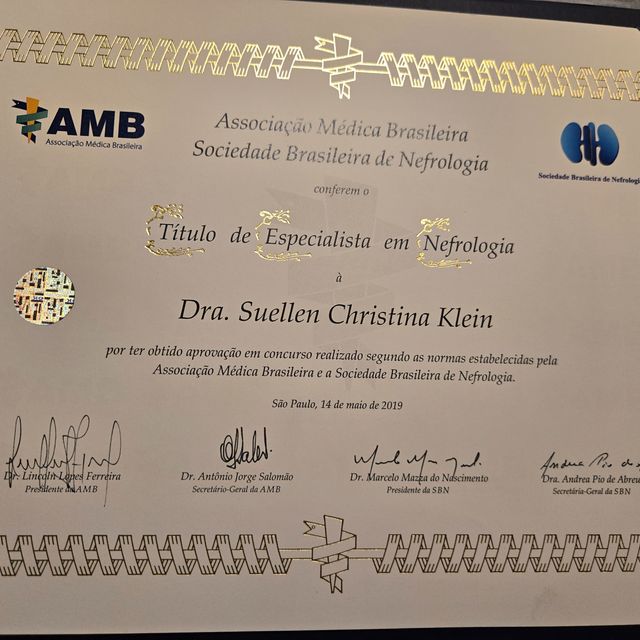 AMB
Associação Médica Brasileira
Associação Médica Brasileira
Sociedade Brasileira de Nefrologia
Sociedade Brasileira de Nefrologia
conferem o
Título de Especialista em Nefrologia
à
Dra. Suellen Christina Klein
por ter obtido aprovação em concurso realizado segundo as normas estabelecidas pela
Associação Médica Brasileira e a Sociedade Brasileira de Nefrologia.
São Paulo, 14 de maio de 2019
Dr. Lincoln Lopes Ferreira
Presidente da AMB
Dr. Antônio Jorge Salomão
Secretário-Geral da AMB
Dr. Marcelo Mazza do Nascimento
Presidente da SBN
Dra. Andrea Pio de Abreu
Secretária-Geral da SBN